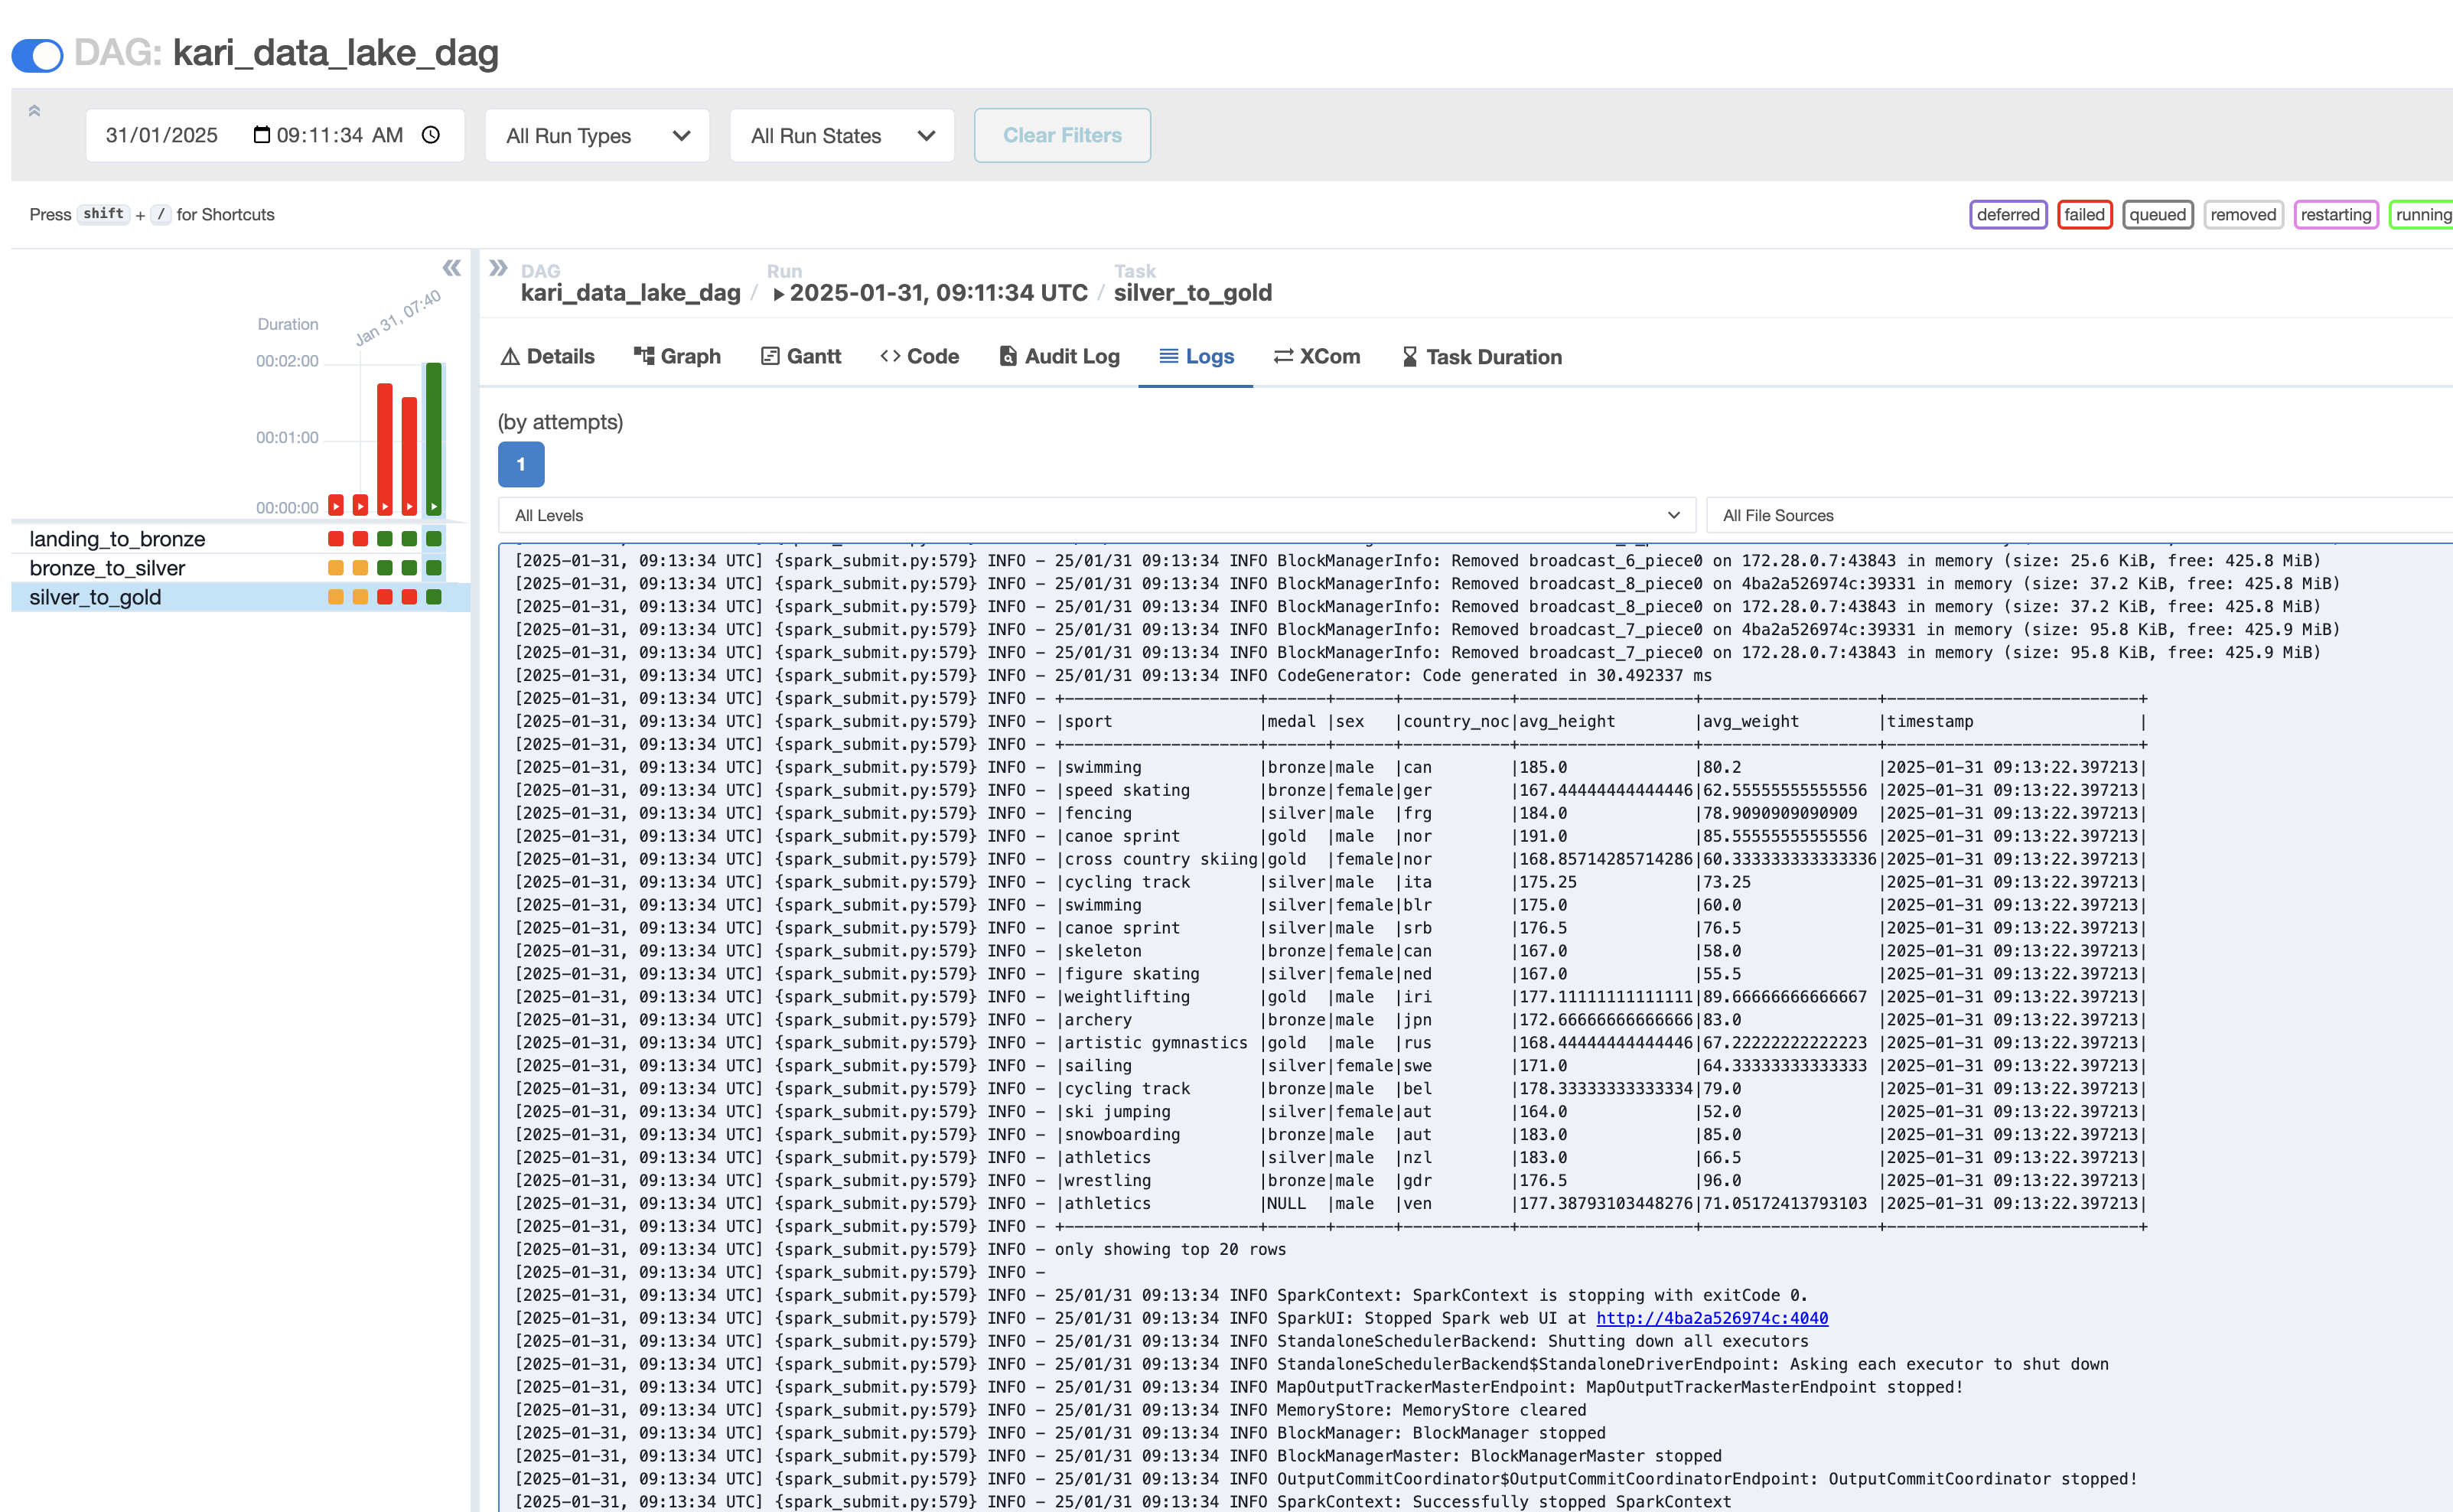 DAG: kari_data_lake_dag
31/01/2025 09:11:34 AM All Run Types All Run States Clear Filters
Press shift + / for Shortcuts
deferred failed queued removed restarting running
DAG Run Task
kari_data_lake_dag / 2025-01-31, 09:11:34 UTC / silver_to_gold
Jan 31, 07:40
Duration
00:02:00
00:01:00
00:00:00
landing_to_bronze
bronze_to_silver
silver_to_gold
Details Graph Gantt Code Audit Log Logs XCom Task Duration
(by attempts)
1
All Levels All File Sources
[2025-01-31, 09:13:34 UTC] {spark_submit.py:579} INFO - 25/01/31 09:13:34 INFO BlockManagerInfo: Removed broadcast_6_piece0 on 172.28.0.7:43843 in memory (size: 25.6 KiB, free: 425.8 MiB)
[2025-01-31, 09:13:34 UTC] {spark_submit.py:579} INFO - 25/01/31 09:13:34 INFO BlockManagerInfo: Removed broadcast_8_piece0 on 4ba2a526974c:39331 in memory (size: 37.2 KiB, free: 425.8 MiB)
[2025-01-31, 09:13:34 UTC] {spark_submit.py:579} INFO - 25/01/31 09:13:34 INFO BlockManagerInfo: Removed broadcast_8_piece0 on 172.28.0.7:43843 in memory (size: 37.2 KiB, free: 425.8 MiB)
[2025-01-31, 09:13:34 UTC] {spark_submit.py:579} INFO - 25/01/31 09:13:34 INFO BlockManagerInfo: Removed broadcast_7_piece0 on 4ba2a526974c:39331 in memory (size: 95.8 KiB, free: 425.9 MiB)
[2025-01-31, 09:13:34 UTC] {spark_submit.py:579} INFO - 25/01/31 09:13:34 INFO BlockManagerInfo: Removed broadcast_7_piece0 on 172.28.0.7:43843 in memory (size: 95.8 KiB, free: 425.9 MiB)
[2025-01-31, 09:13:34 UTC] {spark_submit.py:579} INFO - 25/01/31 09:13:34 INFO CodeGenerator: Code generated in 30.492337 ms
[2025-01-31, 09:13:34 UTC] {spark_submit.py:579} INFO - +--------------------+------+------+-----------+------------------+------------------+--------------------------+
[2025-01-31, 09:13:34 UTC] {spark_submit.py:579} INFO - |sport               |medal |sex   |country_noc|avg_height        |avg_weight        |timestamp                 |
[2025-01-31, 09:13:34 UTC] {spark_submit.py:579} INFO - +--------------------+------+------+-----------+------------------+------------------+--------------------------+
[2025-01-31, 09:13:34 UTC] {spark_submit.py:579} INFO - |swimming            |bronze|male  |can        |185.0             |80.2              |2025-01-31 09:13:22.397213|
[2025-01-31, 09:13:34 UTC] {spark_submit.py:579} INFO - |speed skating       |bronze|female|ger        |167.44444444444446|62.55555555555556 |2025-01-31 09:13:22.397213|
[2025-01-31, 09:13:34 UTC] {spark_submit.py:579} INFO - |fencing             |silver|male  |frg        |184.0             |78.9090909090909  |2025-01-31 09:13:22.397213|
[2025-01-31, 09:13:34 UTC] {spark_submit.py:579} INFO - |canoe sprint        |gold  |male  |nor        |191.0             |85.55555555555556 |2025-01-31 09:13:22.397213|
[2025-01-31, 09:13:34 UTC] {spark_submit.py:579} INFO - |cross country skiing|gold  |female|nor        |168.85714285714286|60.333333333333336|2025-01-31 09:13:22.397213|
[2025-01-31, 09:13:34 UTC] {spark_submit.py:579} INFO - |cycling track       |silver|male  |ita        |175.25            |73.25             |2025-01-31 09:13:22.397213|
[2025-01-31, 09:13:34 UTC] {spark_submit.py:579} INFO - |swimming            |silver|female|blr        |175.0             |60.0              |2025-01-31 09:13:22.397213|
[2025-01-31, 09:13:34 UTC] {spark_submit.py:579} INFO - |canoe sprint        |silver|male  |srb        |176.5             |76.5              |2025-01-31 09:13:22.397213|
[2025-01-31, 09:13:34 UTC] {spark_submit.py:579} INFO - |skeleton            |bronze|female|can        |167.0             |58.0              |2025-01-31 09:13:22.397213|
[2025-01-31, 09:13:34 UTC] {spark_submit.py:579} INFO - |figure skating      |silver|female|ned        |167.0             |55.5              |2025-01-31 09:13:22.397213|
[2025-01-31, 09:13:34 UTC] {spark_submit.py:579} INFO - |weightlifting       |gold  |male  |iri        |177.11111111111111|89.66666666666667 |2025-01-31 09:13:22.397213|
[2025-01-31, 09:13:34 UTC] {spark_submit.py:579} INFO - |archery             |bronze|male  |jpn        |172.66666666666666|83.0              |2025-01-31 09:13:22.397213|
[2025-01-31, 09:13:34 UTC] {spark_submit.py:579} INFO - |artistic gymnastics |gold  |male  |rus        |168.44444444444446|67.22222222222223 |2025-01-31 09:13:22.397213|
[2025-01-31, 09:13:34 UTC] {spark_submit.py:579} INFO - |sailing             |silver|female|swe        |171.0             |64.33333333333333 |2025-01-31 09:13:22.397213|
[2025-01-31, 09:13:34 UTC] {spark_submit.py:579} INFO - |cycling track       |bronze|male  |bel        |178.33333333333334|79.0              |2025-01-31 09:13:22.397213|
[2025-01-31, 09:13:34 UTC] {spark_submit.py:579} INFO - |ski jumping         |silver|female|aut        |164.0             |52.0              |2025-01-31 09:13:22.397213|
[2025-01-31, 09:13:34 UTC] {spark_submit.py:579} INFO - |snowboarding        |bronze|male  |aut        |183.0             |85.0              |2025-01-31 09:13:22.397213|
[2025-01-31, 09:13:34 UTC] {spark_submit.py:579} INFO - |athletics           |silver|male  |nzl        |183.0             |66.5              |2025-01-31 09:13:22.397213|
[2025-01-31, 09:13:34 UTC] {spark_submit.py:579} INFO - |wrestling           |bronze|male  |gdr        |176.5             |96.0              |2025-01-31 09:13:22.397213|
[2025-01-31, 09:13:34 UTC] {spark_submit.py:579} INFO - |athletics           |NULL  |male  |ven        |177.38793103448276|71.05172413793103 |2025-01-31 09:13:22.397213|
[2025-01-31, 09:13:34 UTC] {spark_submit.py:579} INFO - +--------------------+------+------+-----------+------------------+------------------+--------------------------+
[2025-01-31, 09:13:34 UTC] {spark_submit.py:579} INFO - only showing top 20 rows
[2025-01-31, 09:13:34 UTC] {spark_submit.py:579} INFO -
[2025-01-31, 09:13:34 UTC] {spark_submit.py:579} INFO - 25/01/31 09:13:34 INFO SparkContext: SparkContext is stopping with exitCode 0.
[2025-01-31, 09:13:34 UTC] {spark_submit.py:579} INFO - 25/01/31 09:13:34 INFO SparkUI: Stopped Spark web UI at http://4ba2a526974c:4040
[2025-01-31, 09:13:34 UTC] {spark_submit.py:579} INFO - 25/01/31 09:13:34 INFO StandaloneSchedulerBackend: Shutting down all executors
[2025-01-31, 09:13:34 UTC] {spark_submit.py:579} INFO - 25/01/31 09:13:34 INFO StandaloneSchedulerBackend$StandaloneDriverEndpoint: Asking each executor to shut down
[2025-01-31, 09:13:34 UTC] {spark_submit.py:579} INFO - 25/01/31 09:13:34 INFO MapOutputTrackerMasterEndpoint: MapOutputTrackerMasterEndpoint stopped!
[2025-01-31, 09:13:34 UTC] {spark_submit.py:579} INFO - 25/01/31 09:13:34 INFO MemoryStore: MemoryStore cleared
[2025-01-31, 09:13:34 UTC] {spark_submit.py:579} INFO - 25/01/31 09:13:34 INFO BlockManager: BlockManager stopped
[2025-01-31, 09:13:34 UTC] {spark_submit.py:579} INFO - 25/01/31 09:13:34 INFO BlockManagerMaster: BlockManagerMaster stopped
[2025-01-31, 09:13:34 UTC] {spark_submit.py:579} INFO - 25/01/31 09:13:34 INFO OutputCommitCoordinator$OutputCommitCoordinatorEndpoint: OutputCommitCoordinator stopped!
[2025-01-31, 09:13:34 UTC] {spark_submit.py:579} INFO - 25/01/31 09:13:34 INFO SparkContext: Successfully stopped SparkContext